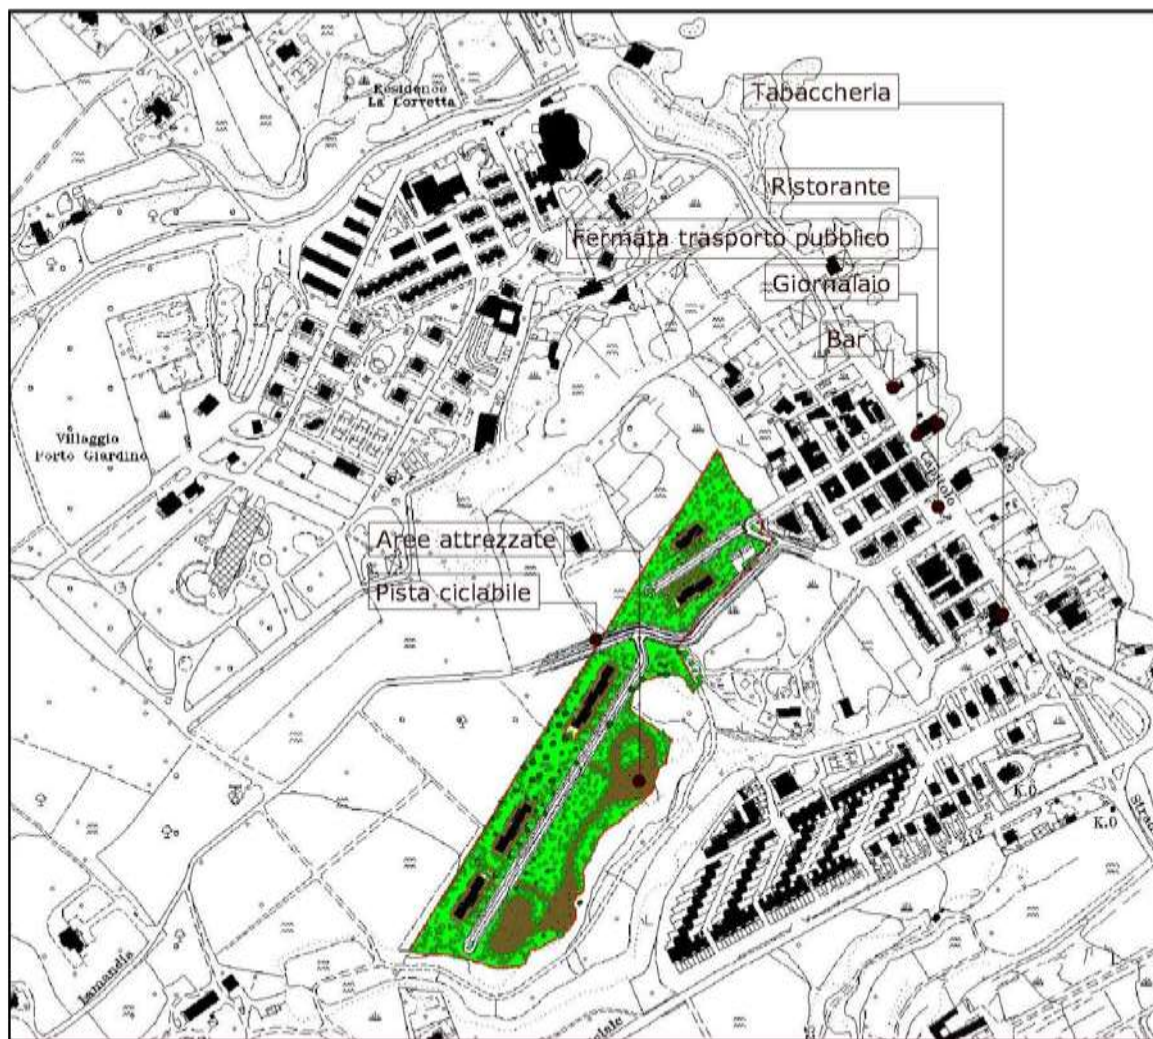 Tabaccheria
Residence
La Corvetta
Ristorante
Fermata trasporto pubblico
Giornalaio
Bar
Villaggio
Porto Giardino
Aree attrezzate
Pista ciclabile
K.0
K.0
Lamandia